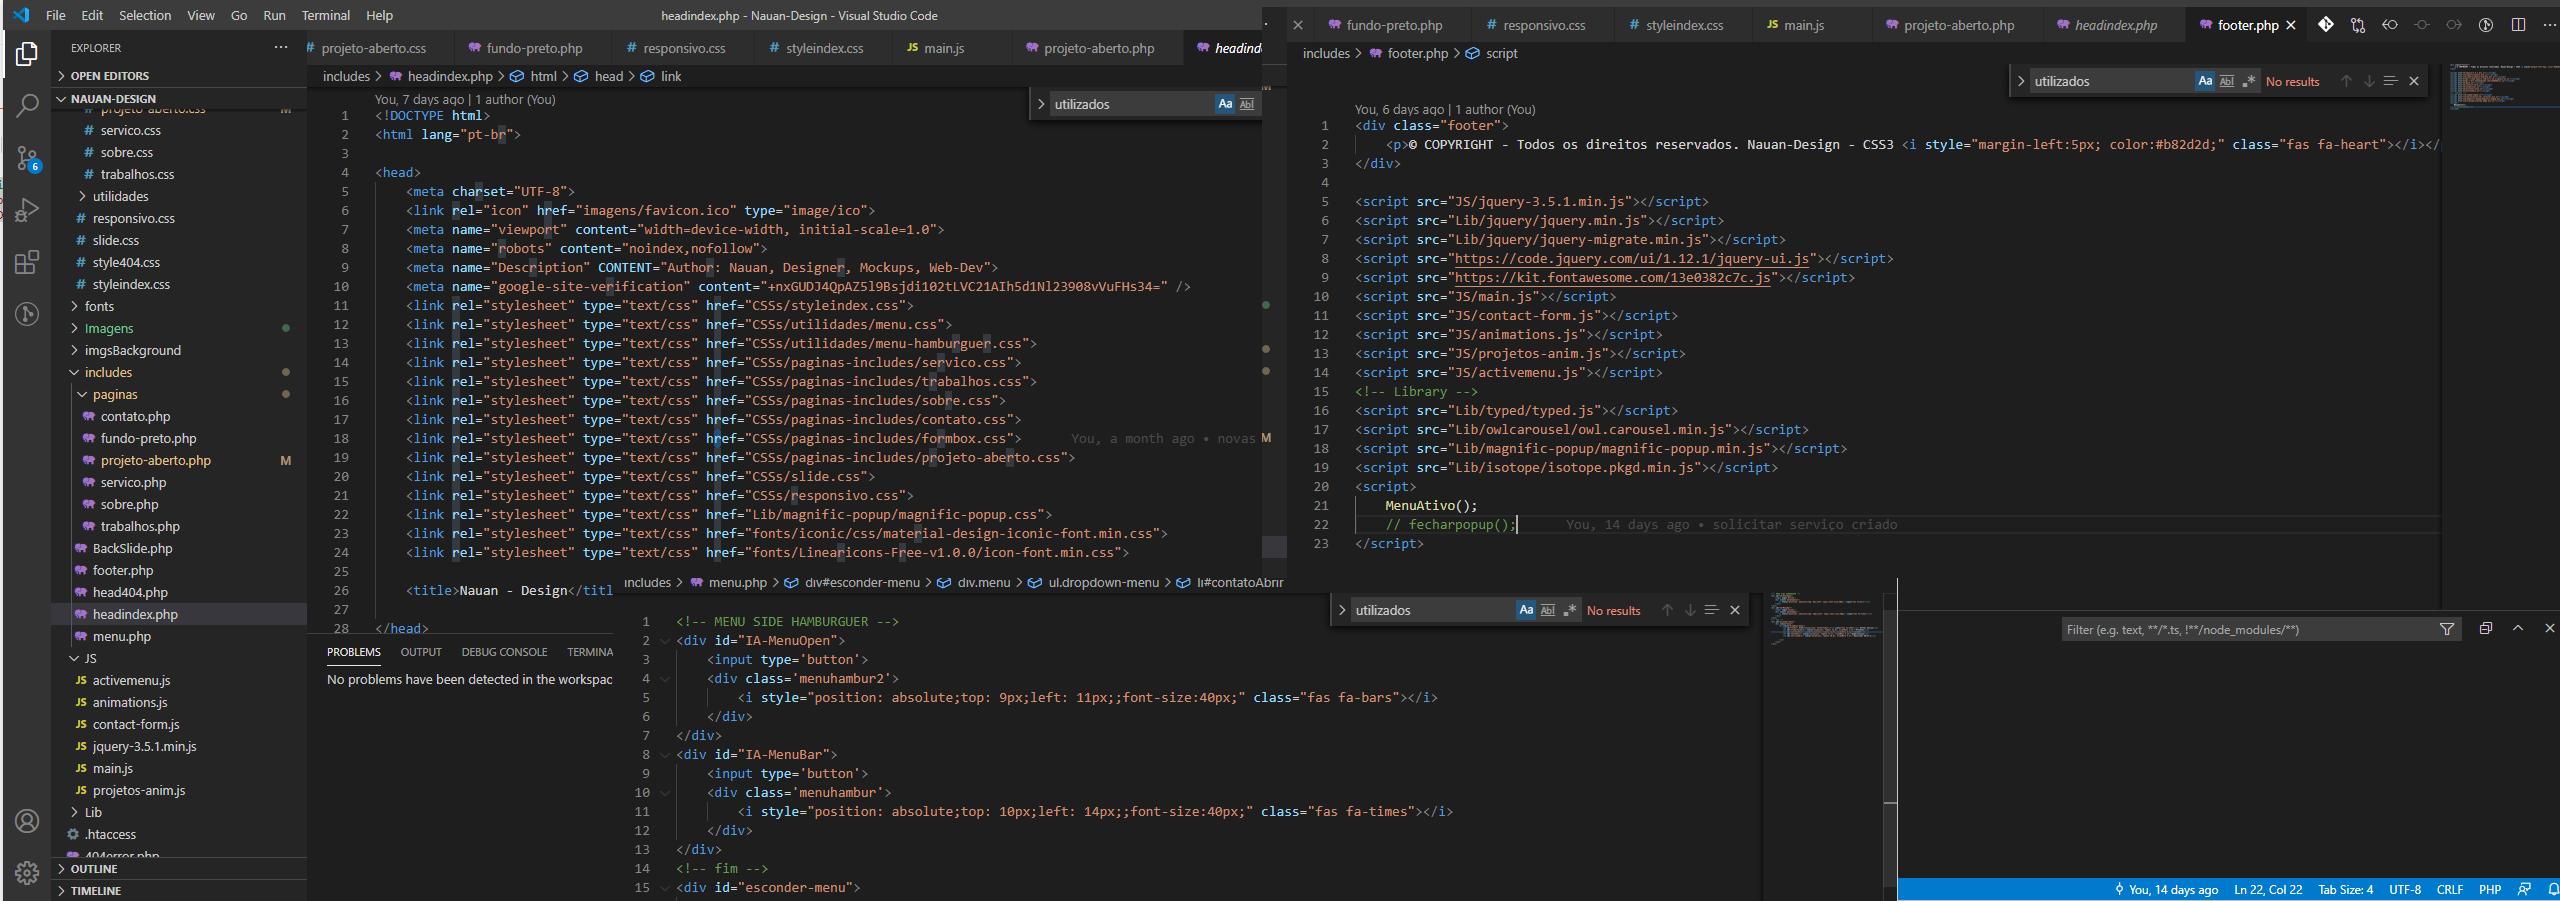 File Edit Selection View Go Run Terminal Help
headindex.php - Nauan-Design - Visual Studio Code
EXPLORER
OPEN EDITORS
NAUAN-DESIGN
projeto-aberto.css M
servico.css
sobre.css
trabalhos.css
utilidades
responsivo.css
slide.css
style404.css
styleindex.css
fonts
Imagens
imgsBackground
includes
paginas
contato.php
fundo-preto.php
projeto-aberto.php M
servico.php
sobre.php
trabalhos.php
BackSlide.php
footer.php
head404.php
headindex.php
menu.php
JS
JS activemenu.js
JS animations.js
JS contact-form.js
JS jquery-3.5.1.min.js
JS main.js
JS projetos-anim.js
Lib
.htaccess
404error.php
OUTLINE
TIMELINE
6
# projeto-aberto.css fundo-preto.php # responsivo.css # styleindex.css JS main.js projeto-aberto.php headind
includes > headindex.php > html > head > link
utilizados Aa Abl
You, 7 days ago | 1 author (You)
1 <!DOCTYPE html>
2 <html lang="pt-br">
3
4 <head>
5 <meta charset="UTF-8">
6 <link rel="icon" href="imagens/favicon.ico" type="image/ico">
7 <meta name="viewport" content="width=device-width, initial-scale=1.0">
8 <meta name="robots" content="noindex,nofollow">
9 <meta name="Description" CONTENT="Author: Nauan, Designer, Mockups, Web-Dev">
10 <meta name="google-site-verification" content="+nxGUDJ4QpAZ5l9Bsjdi102tLVC21AIh5d1Nl23908vVuFHs34=" />
11 <link rel="stylesheet" type="text/css" href="CSSs/styleindex.css">
12 <link rel="stylesheet" type="text/css" href="CSSs/utilidades/menu.css">
13 <link rel="stylesheet" type="text/css" href="CSSs/utilidades/menu-hamburguer.css">
14 <link rel="stylesheet" type="text/css" href="CSSs/paginas-includes/servico.css">
15 <link rel="stylesheet" type="text/css" href="CSSs/paginas-includes/trabalhos.css">
16 <link rel="stylesheet" type="text/css" href="CSSs/paginas-includes/sobre.css">
17 <link rel="stylesheet" type="text/css" href="CSSs/paginas-includes/contato.css">
18 <link rel="stylesheet" type="text/css" href="CSSs/paginas-includes/formbox.css"> You, a month ago • novas M
19 <link rel="stylesheet" type="text/css" href="CSSs/paginas-includes/projeto-aberto.css">
20 <link rel="stylesheet" type="text/css" href="CSSs/slide.css">
21 <link rel="stylesheet" type="text/css" href="CSSs/responsivo.css">
22 <link rel="stylesheet" type="text/css" href="Lib/magnific-popup/magnific-popup.css">
23 <link rel="stylesheet" type="text/css" href="fonts/iconic/css/material-design-iconic-font.min.css">
24 <link rel="stylesheet" type="text/css" href="fonts/Linearicons-Free-v1.0.0/icon-font.min.css">
25
26 <title>Nauan - Design</titl
27
28 </head>
PROBLEMS OUTPUT DEBUG CONSOLE TERMINA
No problems have been detected in the workspac
includes > menu.php > div#esconder-menu > div.menu > ul.dropdown-menu > li#contatoAbrir
utilizados Aa Abl .* No results
1 <!-- MENU SIDE HAMBURGUER -->
2 <div id="IA-MenuOpen">
3 <input type='button'>
4 <div class='menuhambur2'>
5 <i style="position: absolute;top: 9px;left: 11px;;font-size:40px;" class="fas fa-bars"></i>
6 </div>
7 </div>
8 <div id="IA-MenuBar">
9 <input type='button'>
10 <div class='menuhambur'>
11 <i style="position: absolute;top: 10px;left: 14px;;font-size:40px;" class="fas fa-times"></i>
12 </div>
13 </div>
14 <!-- fim -->
15 <div id="esconder-menu">
fundo-preto.php # responsivo.css # styleindex.css JS main.js projeto-aberto.php headindex.php footer.php
includes > footer.php > script
utilizados Aa Abl .* No results
You, 6 days ago | 1 author (You)
1 <div class="footer">
2 <p>© COPYRIGHT - Todos os direitos reservados. Nauan-Design - CSS3 <i style="margin-left:5px; color:#b82d2d;" class="fas fa-heart"></i></
3 </div>
4
5 <script src="JS/jquery-3.5.1.min.js"></script>
6 <script src="Lib/jquery/jquery.min.js"></script>
7 <script src="Lib/jquery/jquery-migrate.min.js"></script>
8 <script src="https://code.jquery.com/ui/1.12.1/jquery-ui.js"></script>
9 <script src="https://kit.fontawesome.com/13e0382c7c.js"></script>
10 <script src="JS/main.js"></script>
11 <script src="JS/contact-form.js"></script>
12 <script src="JS/animations.js"></script>
13 <script src="JS/projetos-anim.js"></script>
14 <script src="JS/activemenu.js"></script>
15 <!-- Library -->
16 <script src="Lib/typed/typed.js"></script>
17 <script src="Lib/owlcarousel/owl.carousel.min.js"></script>
18 <script src="Lib/magnific-popup/magnific-popup.min.js"></script>
19 <script src="Lib/isotope/isotope.pkgd.min.js"></script>
20 <script>
21 MenuAtivo();
22 // fecharpopup(); You, 14 days ago • solicitar serviço criado
23 </script>
Filter (e.g. text, **/*.ts, !**/node_modules/**)
You, 14 days ago Ln 22, Col 22 Tab Size: 4 UTF-8 CRLF PHP